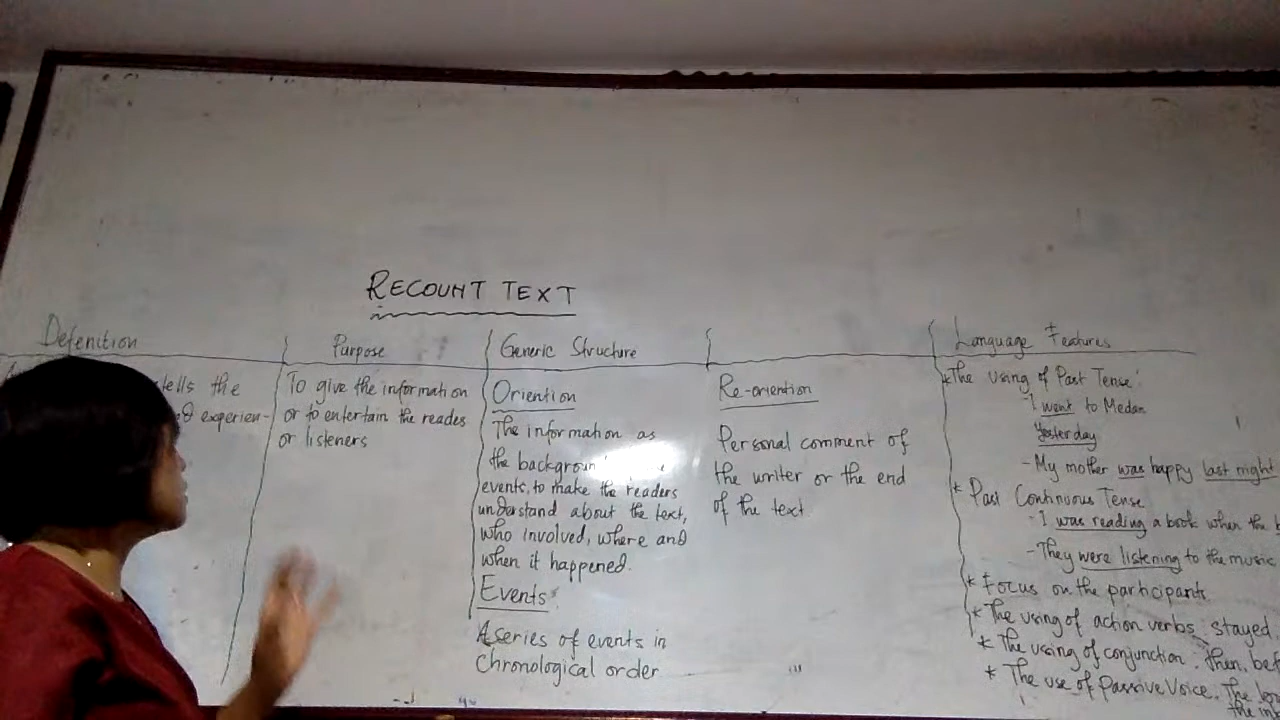 RECOUNT TEXT
Defenition
tells the
experien-
Purpose
To give the information
or to entertain the reades
or listeners
Generic Structure
Oriention
The information as
the background
events, to make the readers
understand about the text,
who involved, where and
when it happened.
Events:
A series of events in
Chronological order
Re-oriention
Personal comment of
the writer or the end
of the text.
Language Features
* The using of Past Tense:
I went to Medan
Yesterday
- My mother was happy last night
* Past Continuous Tense
- I was reading a book when the
- They were listening to the music
* Focus on the participants
* The using of action verbs: stayed
* The using of conjunction. Then, bef
* The use of Passive Voice. The